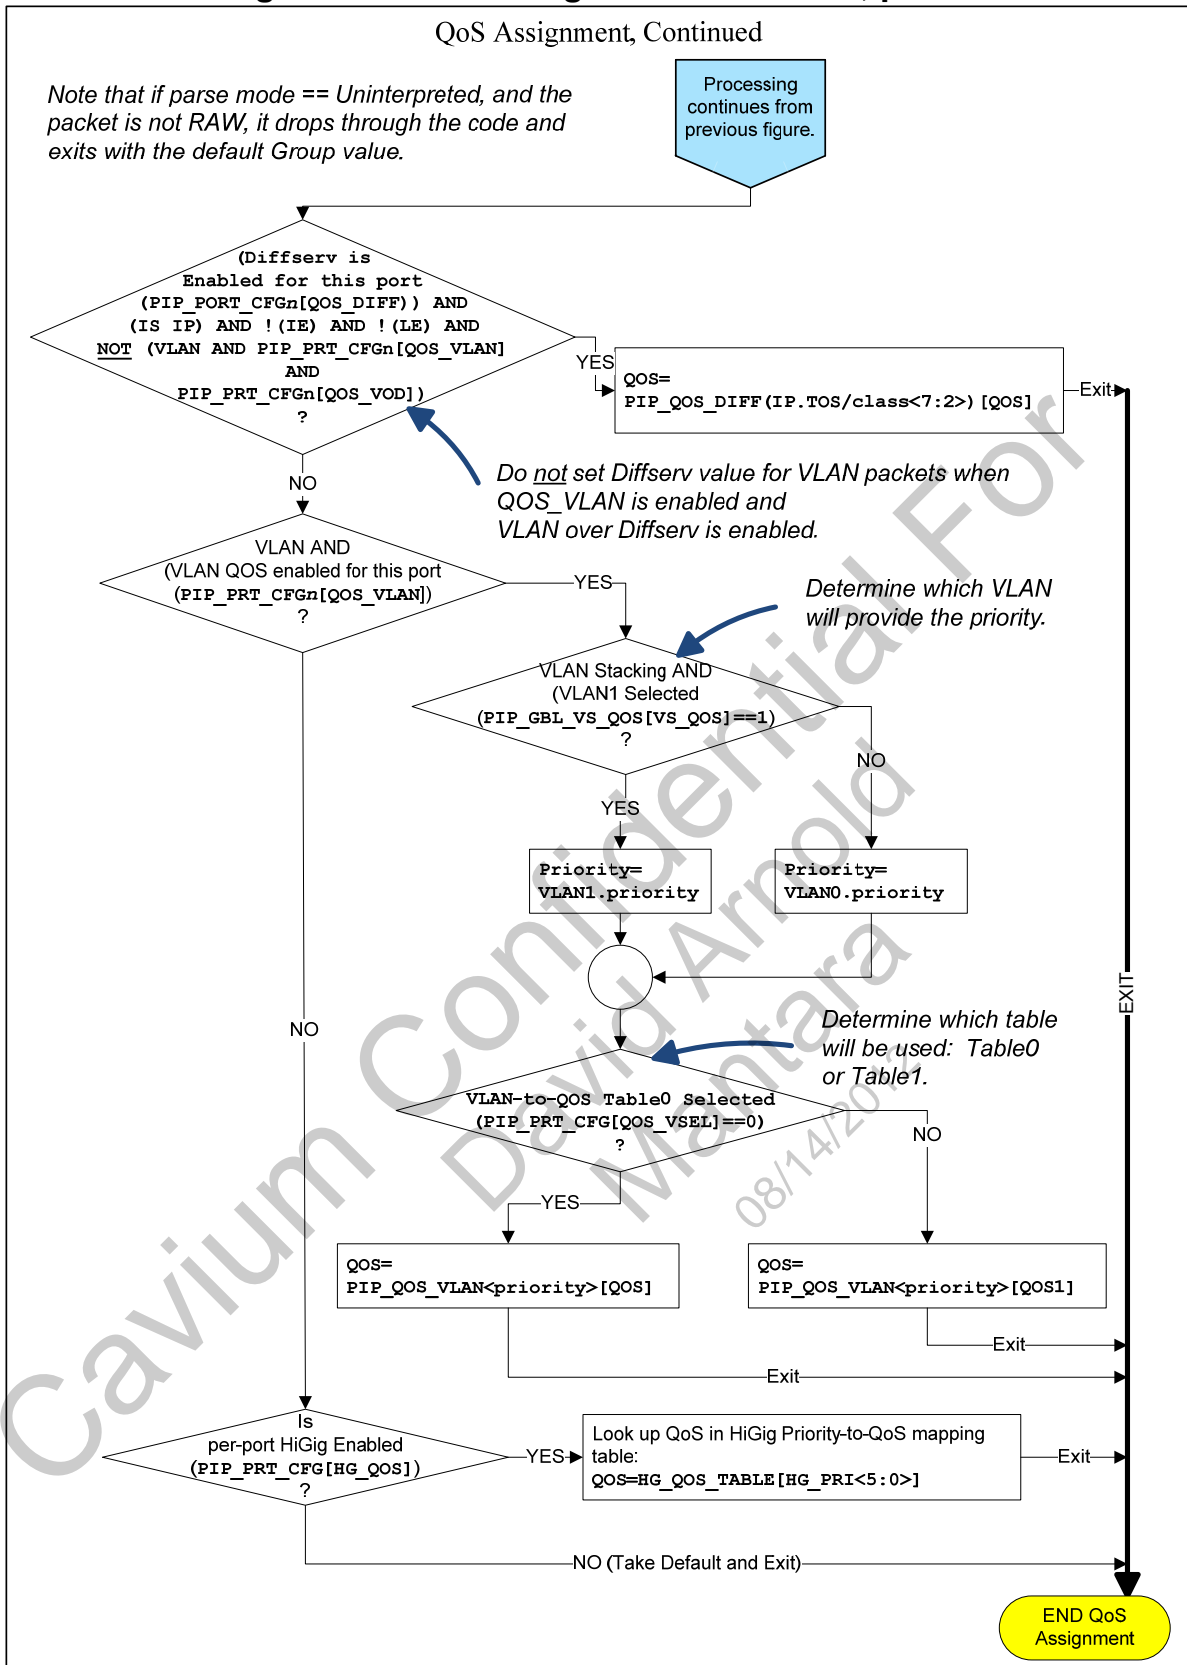 QoS Assignment, Continued
Note that if parse mode == Uninterpreted, and the
packet is not RAW, it drops through the code and
exits with the default Group value.
Processing
continues from
previous figure.
(Diffserv is
Enabled for this port
(PIP_PORT_CFGn[QOS_DIFF)) AND
(IS IP) AND !(IE) AND !(LE) AND
NOT (VLAN AND PIP_PRT_CFGn[QOS_VLAN]
AND
PIP_PRT_CFGn[QOS_VOD])
?
YES
QOS=
PIP_QOS_DIFF(IP.TOS/class<7:2>)[QOS]
Exit
Do not set Diffserv value for VLAN packets when
QOS_VLAN is enabled and
VLAN over Diffserv is enabled.
NO
VLAN AND
(VLAN QOS enabled for this port
(PIP_PRT_CFGn[QOS_VLAN])
?
YES
Determine which VLAN
will provide the priority.
VLAN Stacking AND
(VLAN1 Selected
(PIP_GBL_VS_QOS[VS_QOS]==1)
?
NO
YES
Priority=
VLAN1.priority
Priority=
VLAN0.priority
EXIT
NO
Determine which table
will be used: Table0
or Table1.
VLAN-to-QOS Table0 Selected
(PIP_PRT_CFG[QOS_VSEL]==0)
?
NO
YES
QOS=
PIP_QOS_VLAN<priority>[QOS]
QOS=
PIP_QOS_VLAN<priority>[QOS1]
Exit
Exit
Is
per-port HiGig Enabled
(PIP_PRT_CFG[HG_QOS])
?
YES
Look up QoS in HiGig Priority-to-QoS mapping
table:
QOS=HG_QOS_TABLE[HG_PRI<5:0>]
Exit
NO (Take Default and Exit)
END QoS
Assignment
Cavium Confidential For
David Arnold
Mantara
08/14/2012